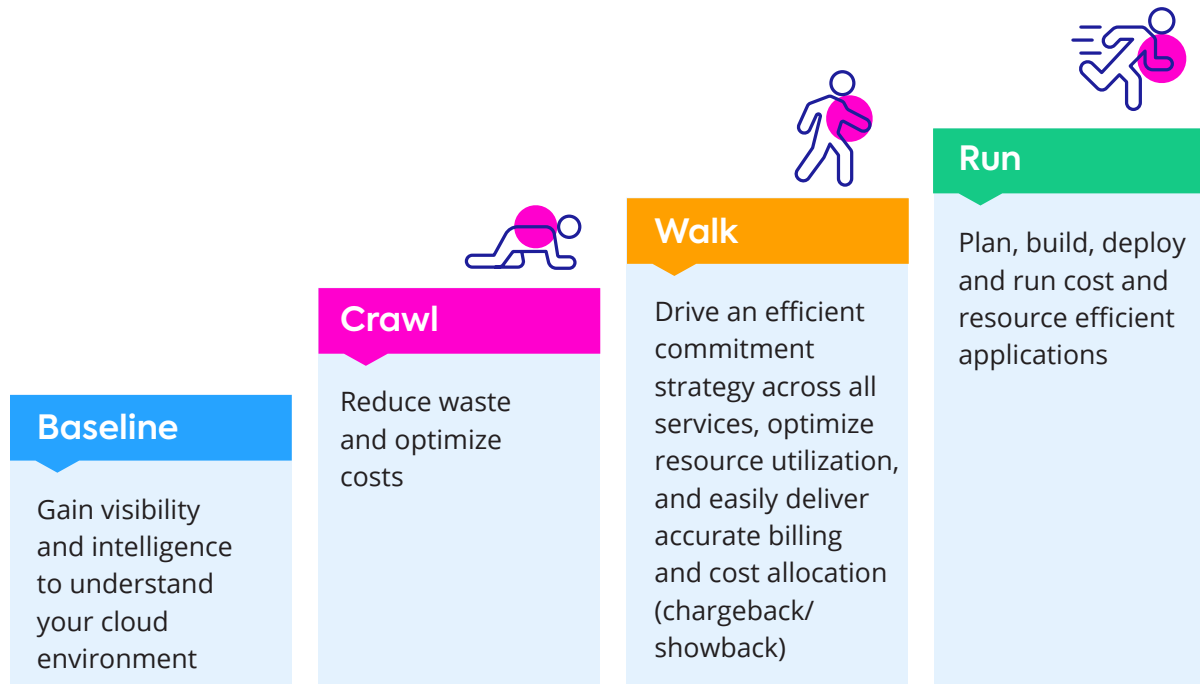 Baseline
Gain visibility
and intelligence
to understand
your cloud
environment
Crawl
Reduce waste
and optimize
costs
Walk
Drive an efficient
commitment
strategy across all
services, optimize
resource utilization,
and easily deliver
accurate billing
and cost allocation
(chargeback/
showback)
Run
Plan, build, deploy
and run cost and
resource efficient
applications